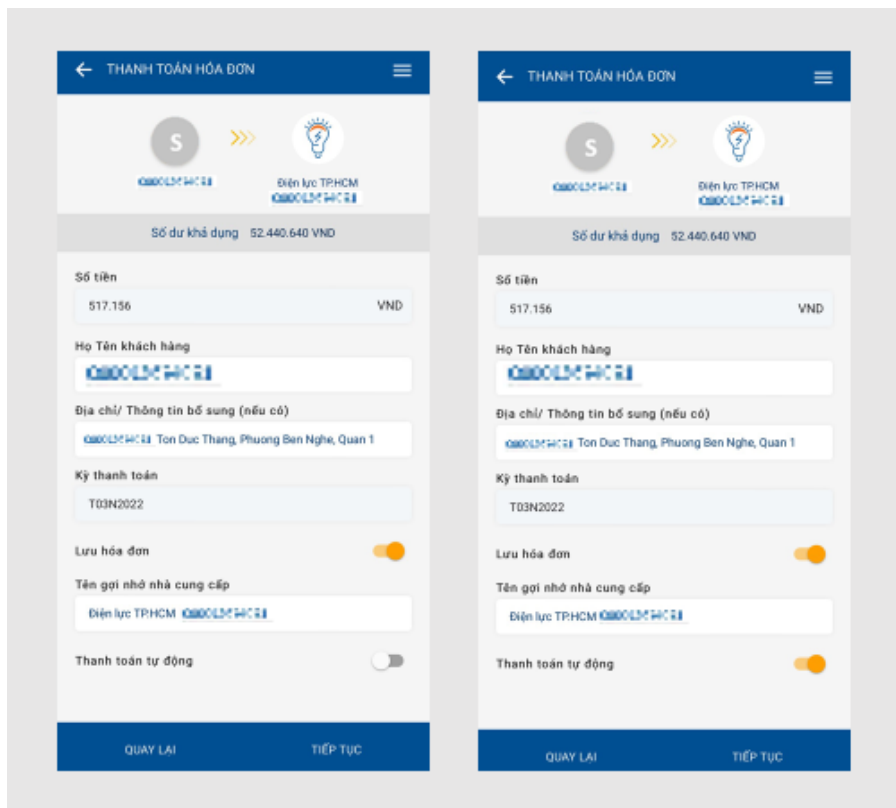 THANH TOÁN HÓA ĐƠN
S
Điện lực TP.HCM
Số dư khả dụng 52.440.640 VND
Số tiền
517.156 VND
Họ Tên khách hàng
Địa chỉ/ Thông tin bổ sung (nếu có)
Ton Duc Thang, Phuong Ben Nghe, Quan 1
Kỳ thanh toán
T03N2022
Lưu hóa đơn
Tên gợi nhớ nhà cung cấp
Điện lực TP.HCM
Thanh toán tự động
QUAY LẠI TIẾP TỤC
THANH TOÁN HÓA ĐƠN
S
Điện lực TP.HCM
Số dư khả dụng 52.440.640 VND
Số tiền
517.156 VND
Họ Tên khách hàng
Địa chỉ/ Thông tin bổ sung (nếu có)
Ton Duc Thang, Phuong Ben Nghe, Quan 1
Kỳ thanh toán
T03N2022
Lưu hóa đơn
Tên gợi nhớ nhà cung cấp
Điện lực TP.HCM
Thanh toán tự động
QUAY LẠI TIẾP TỤC